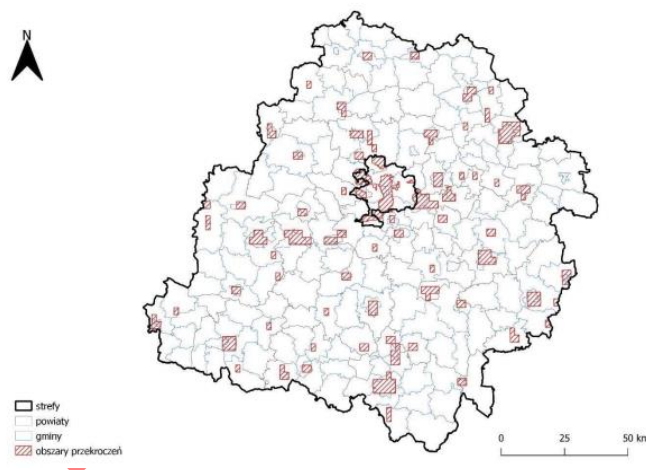 N
strefy
powiaty
gminy
obszary przekroczeń
0 25 50 km